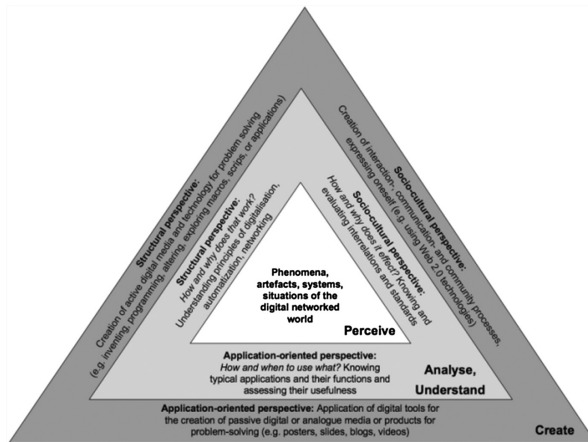 Structural perspective:
Creation of active digital media and technology for problem solving
(e.g. inventing, programming, altering, exploring macros, scrips, or applications)
Socio-cultural perspective:
Creation of interaction-, communication- and community processes,
expressing oneself (e.g. using Web 2.0 technologies)
Structural perspective:
How and why does that work?
Understanding principles of digitalisation,
automatization, networking
Socio-cultural perspective:
How and why does it effect? Knowing and
evaluating interrelations and standards
Phenomena,
artefacts, systems,
situations of the
digital networked
world
Perceive
Application-oriented perspective:
How and when to use what? Knowing
typical applications and their functions and
assessing their usefulness
Analyse,
Understand
Application-oriented perspective: Application of digital tools for
the creation of passive digital or analogue media or products for
problem-solving (e.g. posters, slides, blogs, videos)
Create